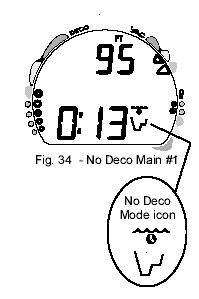 DECO
FT
95
0:13
Fig. 34 - No Deco Main #1
No Deco
Mode icon